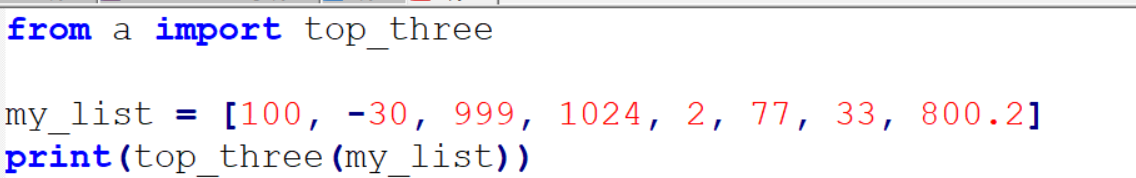 from a import top_three
my_list = [100, -30, 999, 1024, 2, 77, 33, 800.2]
print(top_three(my_list))